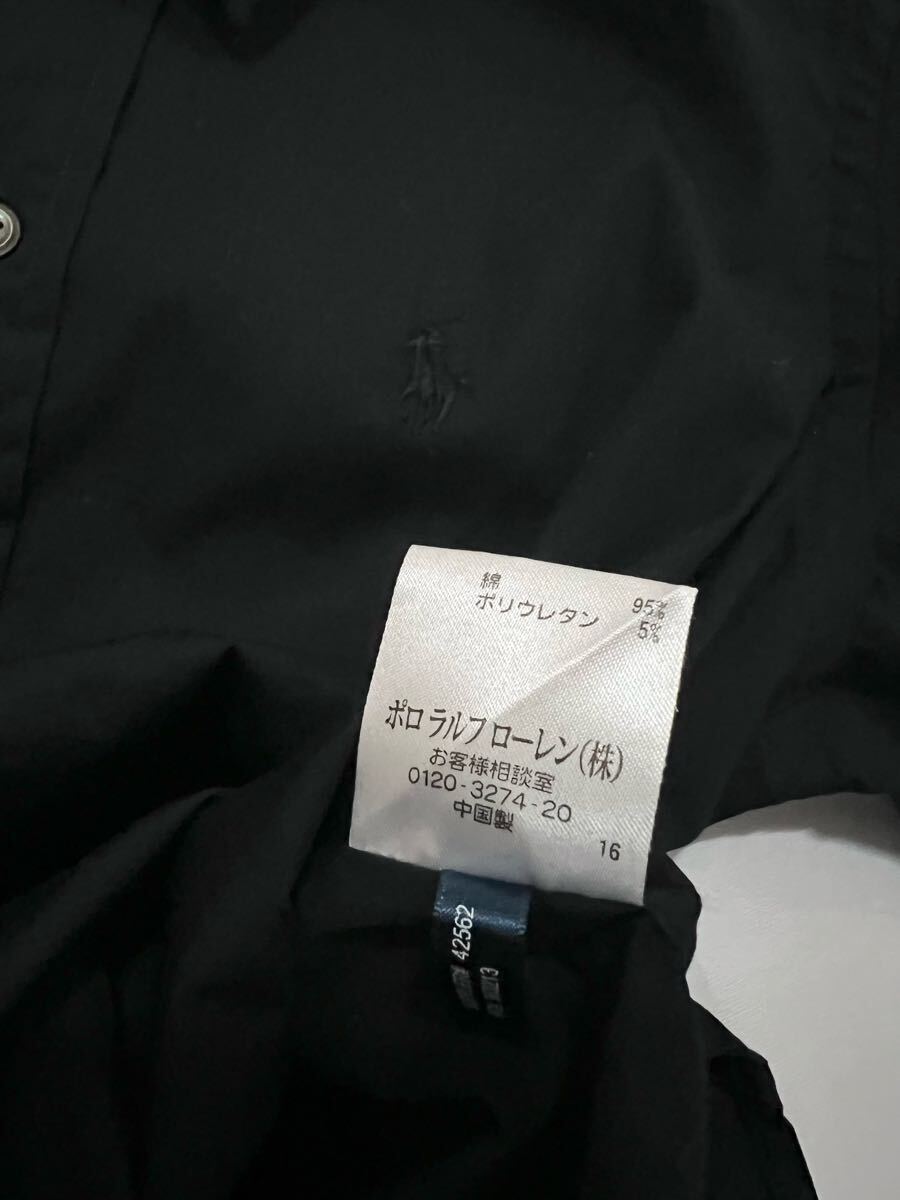 綿 95%
ポリウレタン 5%
ポロ ラルフ ローレン(株)
お客様相談室
0120-3274-20
中国製
16
42562